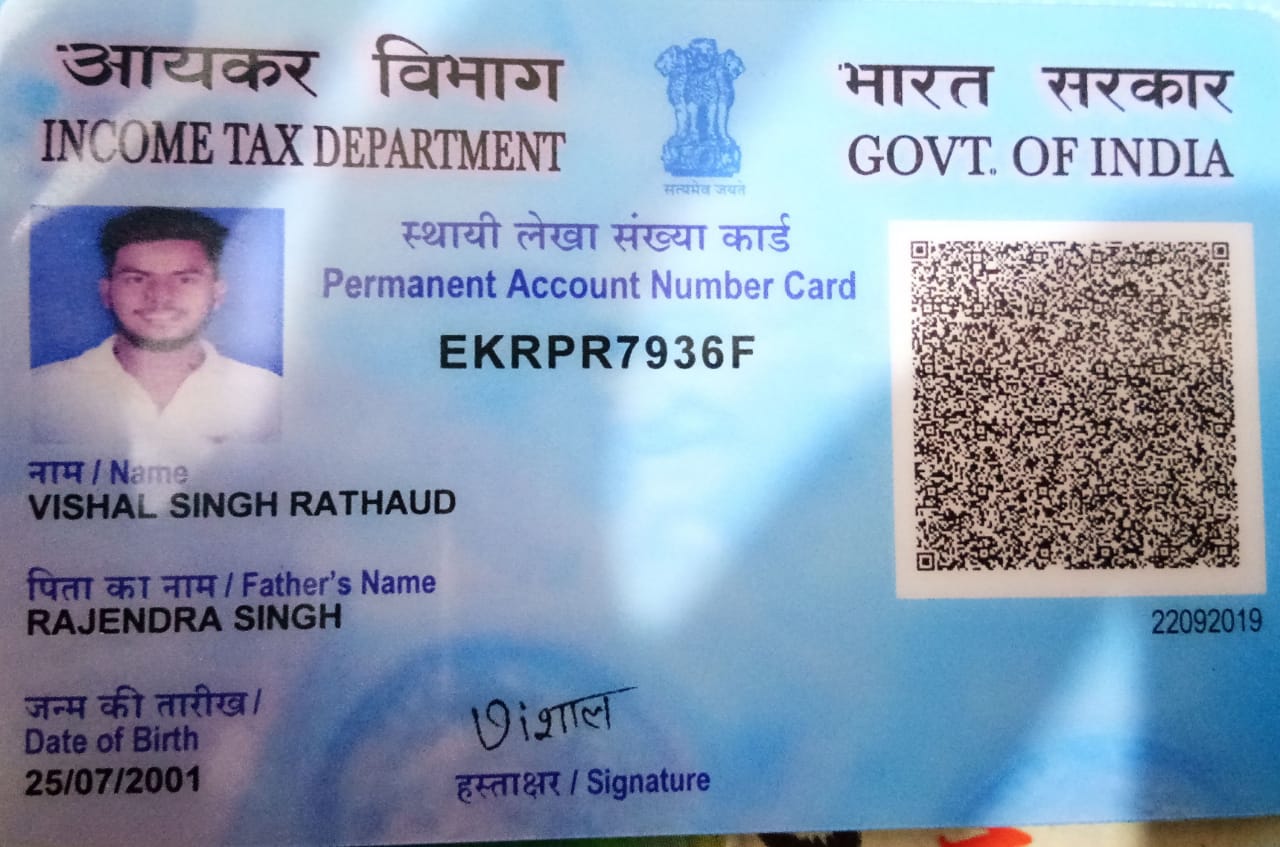 आयकर विभाग
INCOME TAX DEPARTMENT
सत्यमेव जयते
भारत सरकार
GOVT. OF INDIA
स्थायी लेखा संख्या कार्ड
Permanent Account Number Card
EKRPR7936F
नाम / Name
VISHAL SINGH RATHAUD
पिता का नाम / Father's Name
RAJENDRA SINGH
22092019
जन्म की तारीख /
Date of Birth
25/07/2001
विशाल
हस्ताक्षर / Signature